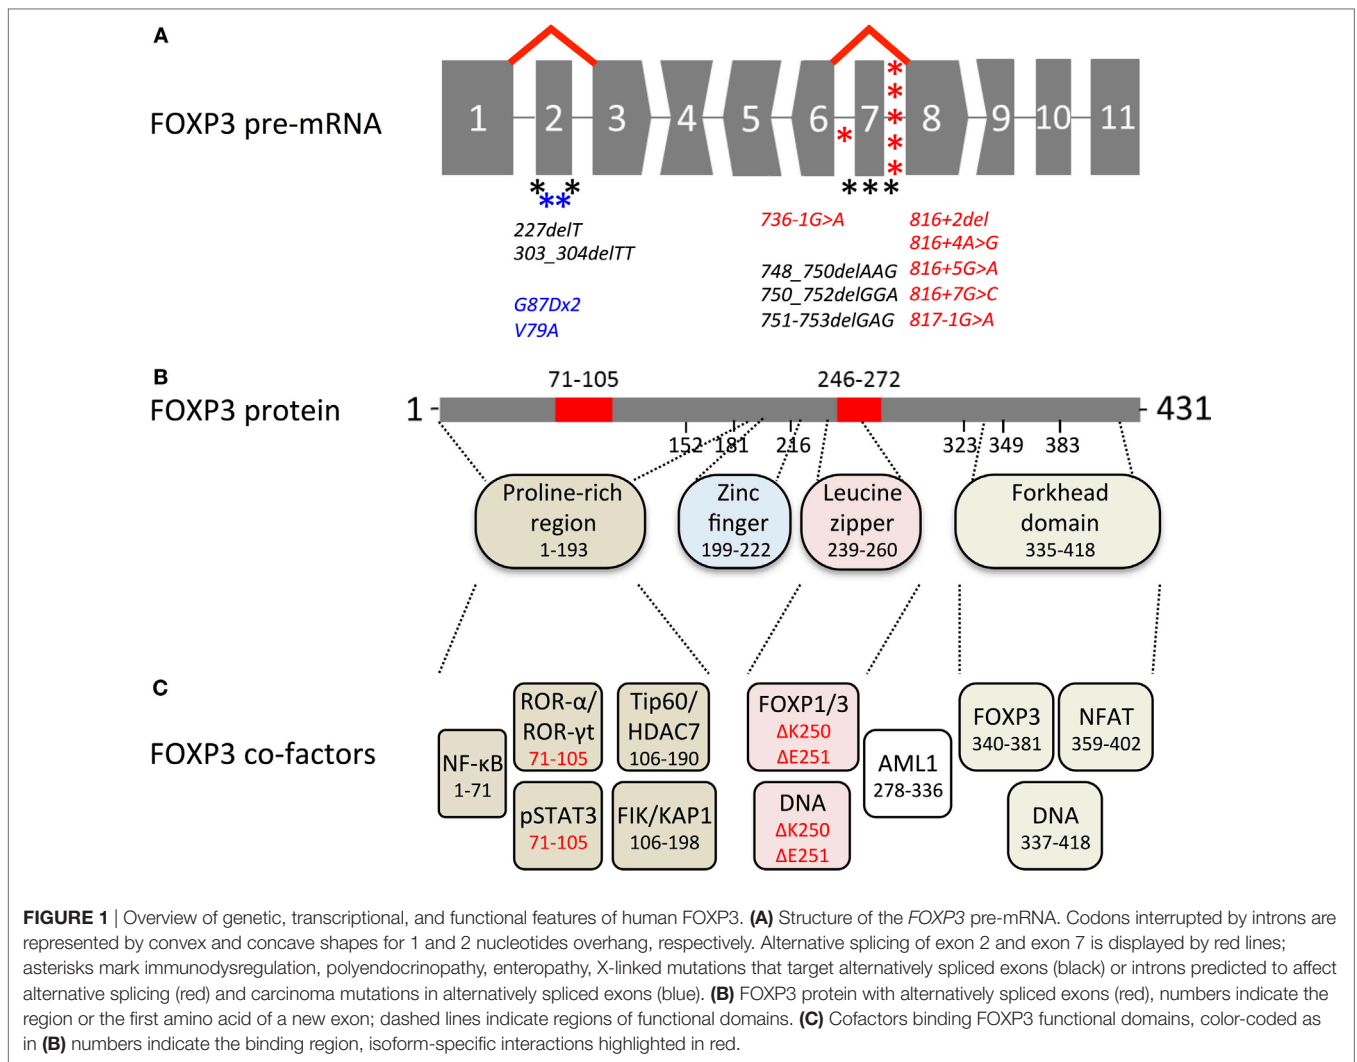 A
FOXP3 pre-mRNA
1 2 3 4 5 6 7 8 9 10 11
* * * * * *
* * * * *
* *
227delT
303_304delTT
G87Dx2
V79A
736-1G>A
748_750delAAG
750_752delGGA
751-753delGAG
816+2del
816+4A>G
816+5G>A
816+7G>C
817-1G>A
B
71-105 246-272
FOXP3 protein 1 - - 431
152 181 216 323 349 383
Proline-rich
region
1-193
Zinc
finger
199-222
Leucine
zipper
239-260
Forkhead
domain
335-418
C
FOXP3 co-factors
NF-κB
1-71
ROR-α/
ROR-γt
71-105
pSTAT3
71-105
Tip60/
HDAC7
106-190
FIK/KAP1
106-198
FOXP1/3
ΔK250
ΔE251
DNA
ΔK250
ΔE251
AML1
278-336
FOXP3
340-381
NFAT
359-402
DNA
337-418
FIGURE 1 | Overview of genetic, transcriptional, and functional features of human FOXP3. (A) Structure of the FOXP3 pre-mRNA. Codons interrupted by introns are
represented by convex and concave shapes for 1 and 2 nucleotides overhang, respectively. Alternative splicing of exon 2 and exon 7 is displayed by red lines;
asterisks mark immunodysregulation, polyendocrinopathy, enteropathy, X-linked mutations that target alternatively spliced exons (black) or introns predicted to affect
alternative splicing (red) and carcinoma mutations in alternatively spliced exons (blue). (B) FOXP3 protein with alternatively spliced exons (red), numbers indicate the
region or the first amino acid of a new exon; dashed lines indicate regions of functional domains. (C) Cofactors binding FOXP3 functional domains, color-coded as
in (B) numbers indicate the binding region, isoform-specific interactions highlighted in red.